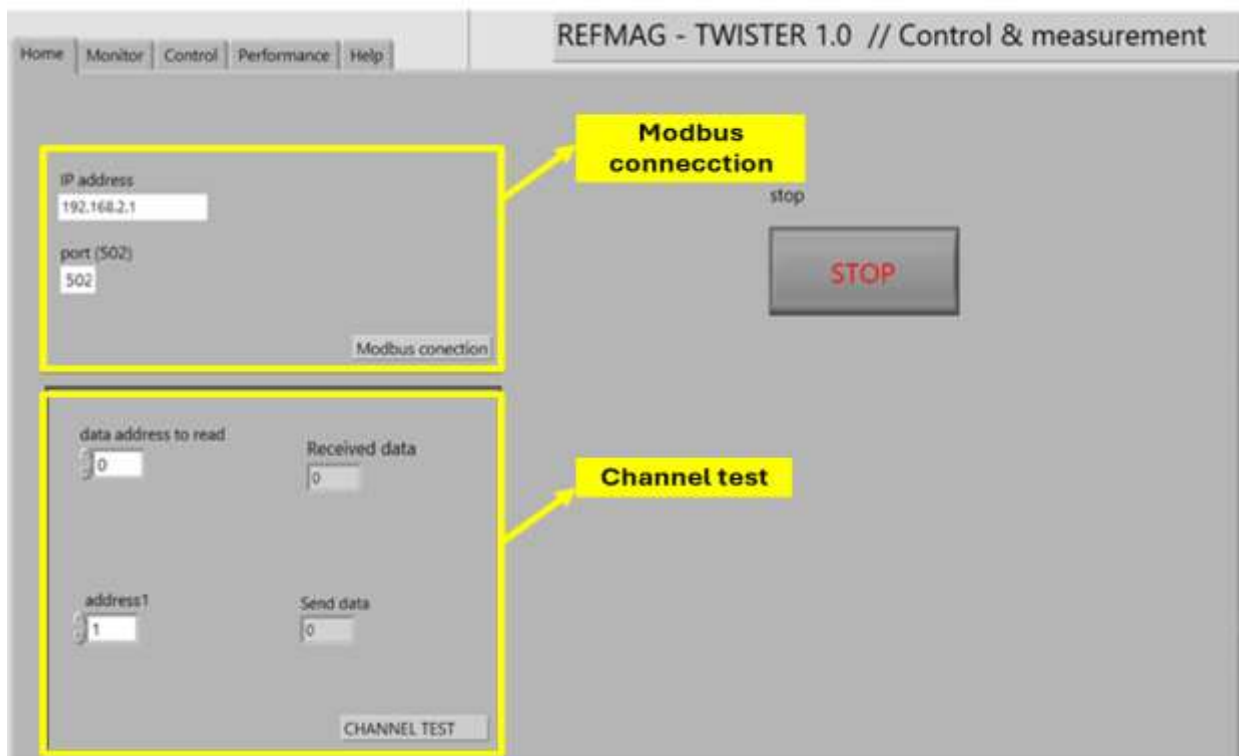 REFMAG - TWISTER 1.0 // Control & measurement
Home Monitor Control Performance Help
Modbus
connecction
IP address
192.168.2.1
stop
port (502)
502
STOP
Modbus conection
data address to read
0
Received data
0
Channel test
address1
1
Send data
0
CHANNEL TEST